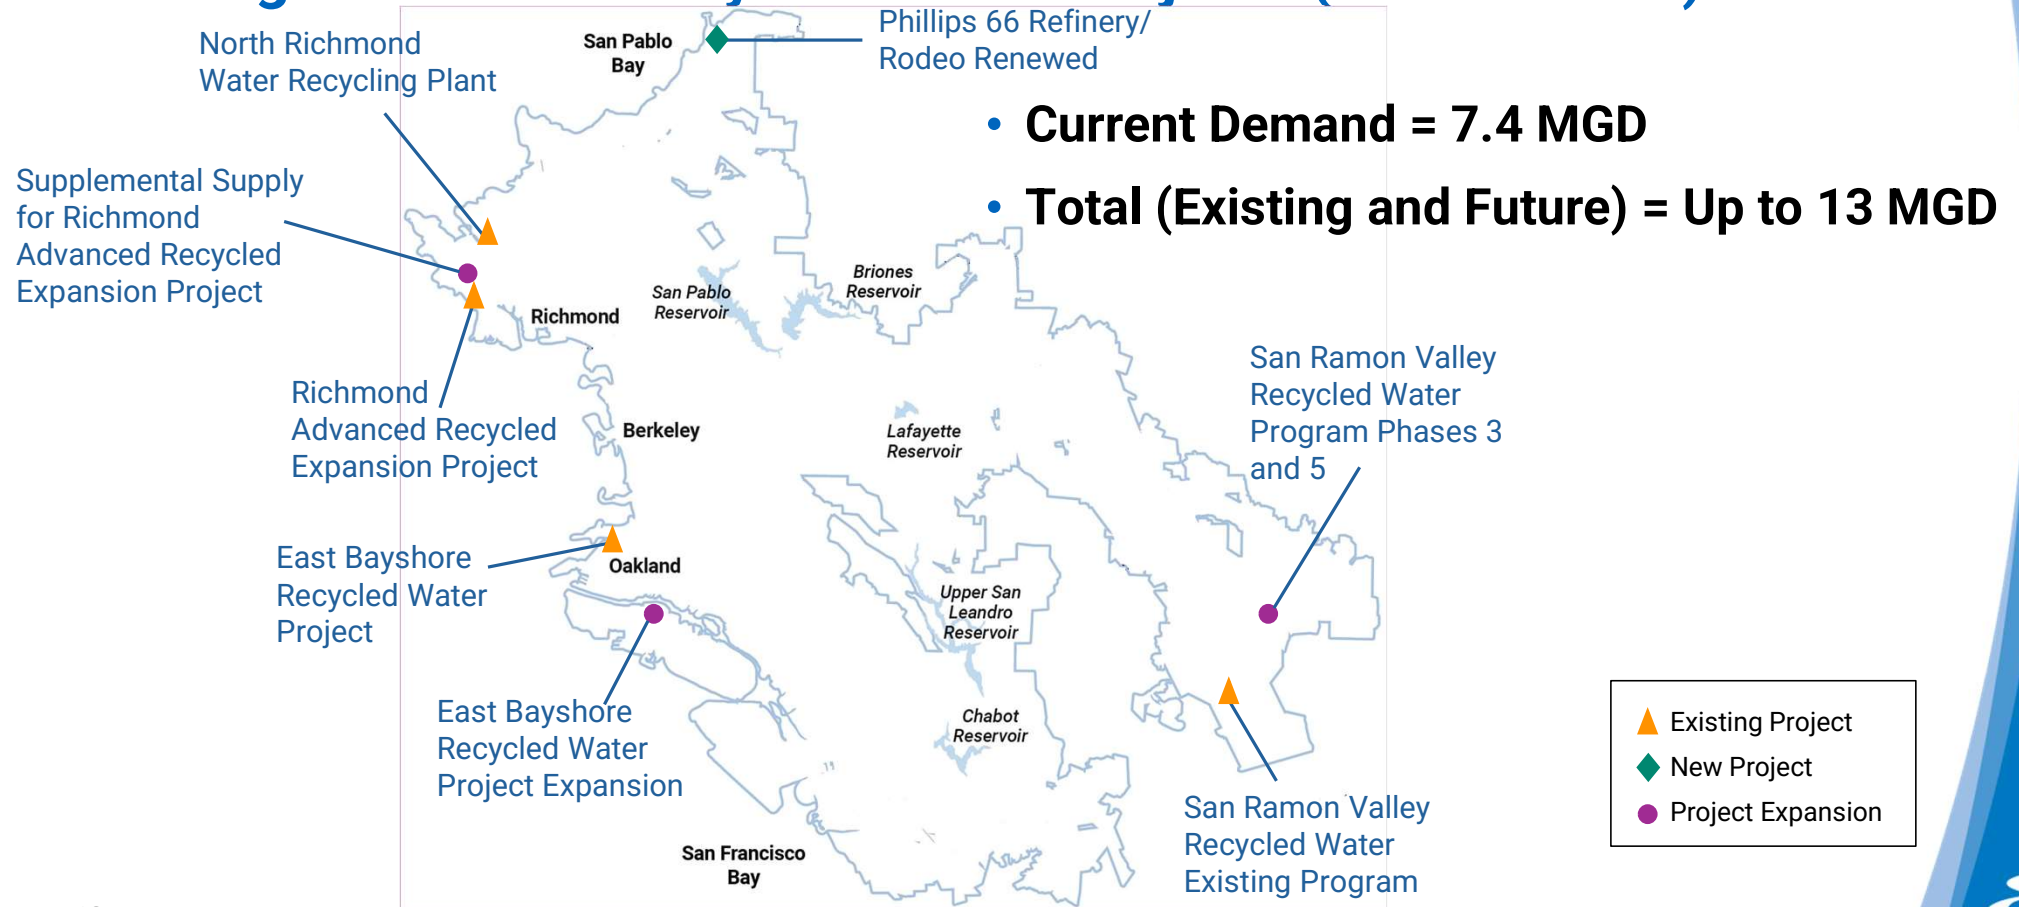 North Richmond
Water Recycling Plant
San Pablo
Bay
Phillips 66 Refinery/
Rodeo Renewed
• Current Demand = 7.4 MGD
• Total (Existing and Future) = Up to 13 MGD
Supplemental Supply
for Richmond
Advanced Recycled
Expansion Project
San Pablo
Reservoir
Briones
Reservoir
Richmond
Richmond
Advanced Recycled
Expansion Project
Berkeley
Lafayette
Reservoir
San Ramon Valley
Recycled Water
Program Phases 3
and 5
East Bayshore
Recycled Water
Project
Oakland
Upper San
Leandro
Reservoir
East Bayshore
Recycled Water
Project Expansion
Chabot
Reservoir
San Francisco
Bay
San Ramon Valley
Recycled Water
Existing Program
Existing Project
New Project
Project Expansion